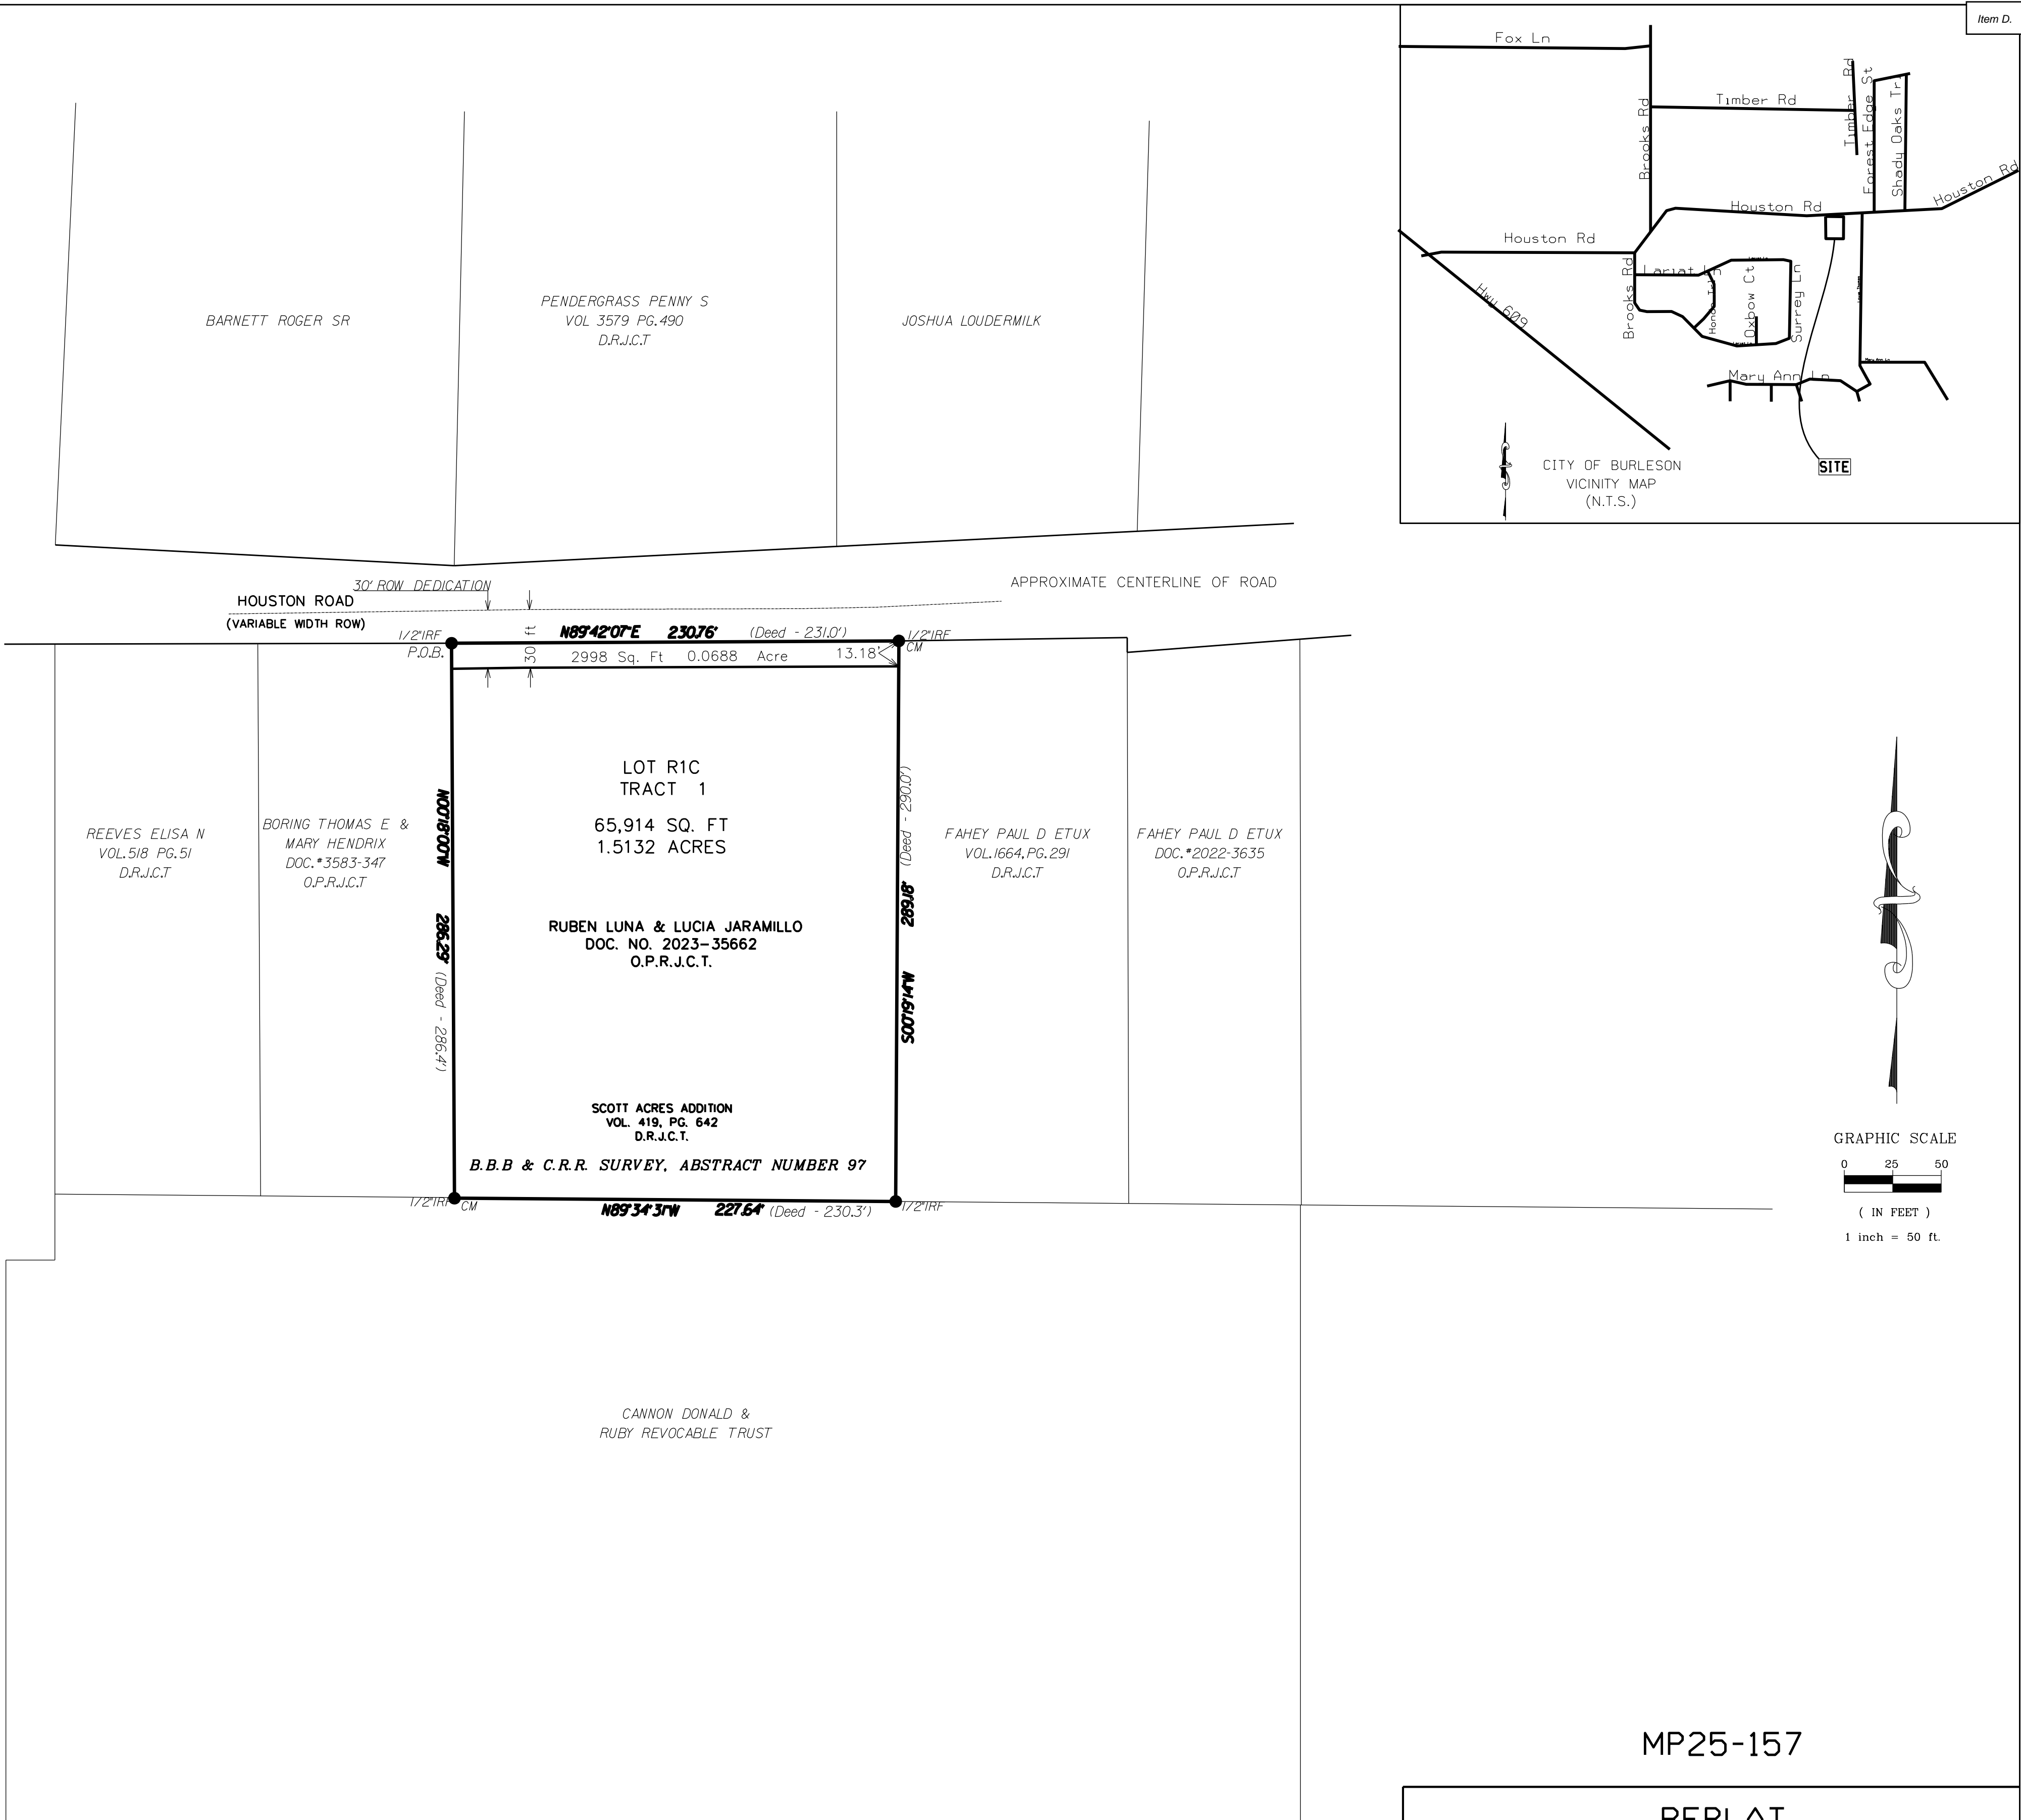 Item D.
Fox Ln
Brooks Rd
Timber Rd
Timber Rd
Forest Edge St
Shady Oaks Trl
Houston Rd
Houston Rd
Houston Rd
Brooks Rd
Lariat Ln
Oxbow Ct
Surrey Ln
Hwy 609
Mary Ann Ln
Mary Ann Ln
CITY OF BURLESON
VICINITY MAP
(N.T.S.)
SITE
BARNETT ROGER SR
PENDERGRASS PENNY S
VOL 3579 PG.490
D.R.J.C.T
JOSHUA LOUDERMILK
30' ROW DEDICATION
APPROXIMATE CENTERLINE OF ROAD
HOUSTON ROAD
(VARIABLE WIDTH ROW)
1/2"IRF
P.O.B.
30 ft
N89°42'07"E 230.76' (Deed - 231.0')
1/2"IRF
CM
2998 Sq. Ft 0.0688 Acre
13.18'
LOT R1C
TRACT 1
65,914 SQ. FT
1.5132 ACRES
RUBEN LUNA & LUCIA JARAMILLO
DOC. NO. 2023-35662
O.P.R.J.C.T.
SCOTT ACRES ADDITION
VOL. 419, PG. 642
D.R.J.C.T.
B.B.B & C.R.R. SURVEY, ABSTRACT NUMBER 97
N00°18'00"W 286.29' (Deed - 286.4')
S00°19'14"W 289.18' (Deed - 290.0')
REEVES ELISA N
VOL.518 PG.51
D.R.J.C.T
BORING THOMAS E &
MARY HENDRIX
DOC.#3583-347
O.P.R.J.C.T
FAHEY PAUL D ETUX
VOL.1664,PG.291
D.R.J.C.T
FAHEY PAUL D ETUX
DOC.#2022-3635
O.P.R.J.C.T
1/2"IRF
CM
N89°34'31"W 227.64' (Deed - 230.3')
1/2"IRF
GRAPHIC SCALE
0 25 50
( IN FEET )
1 inch = 50 ft.
CANNON DONALD &
RUBY REVOCABLE TRUST
MP25-157
REPLAT